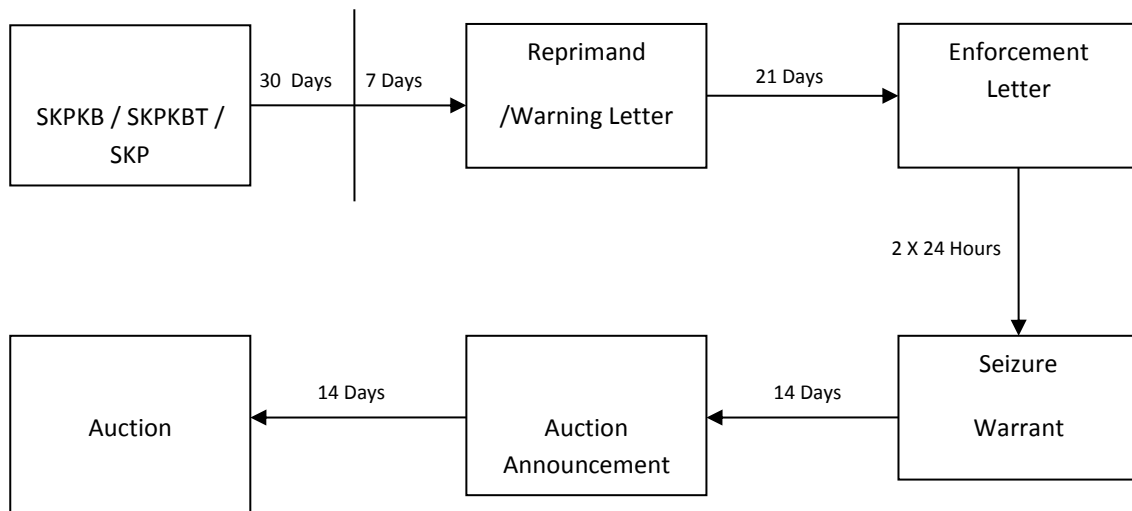 SKPKB / SKPKBT /
SKP
30 Days
7 Days
Reprimand
/Warning Letter
21 Days
Enforcement
Letter
2 X 24 Hours
Seizure
Warrant
14 Days
Auction
Announcement
14 Days
Auction